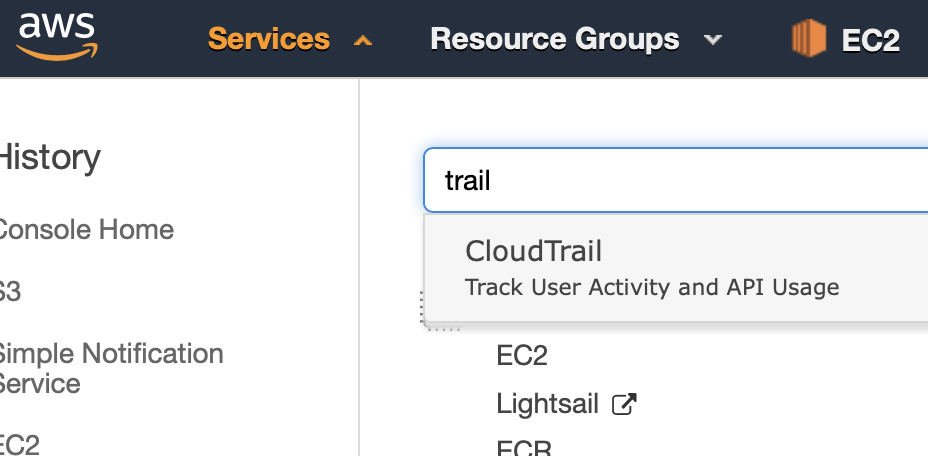 aws
Services
Resource Groups
EC2
History
Console Home
S3
Simple Notification
Service
EC2
trail
CloudTrail
Track User Activity and API Usage
EC2
Lightsail
ECR